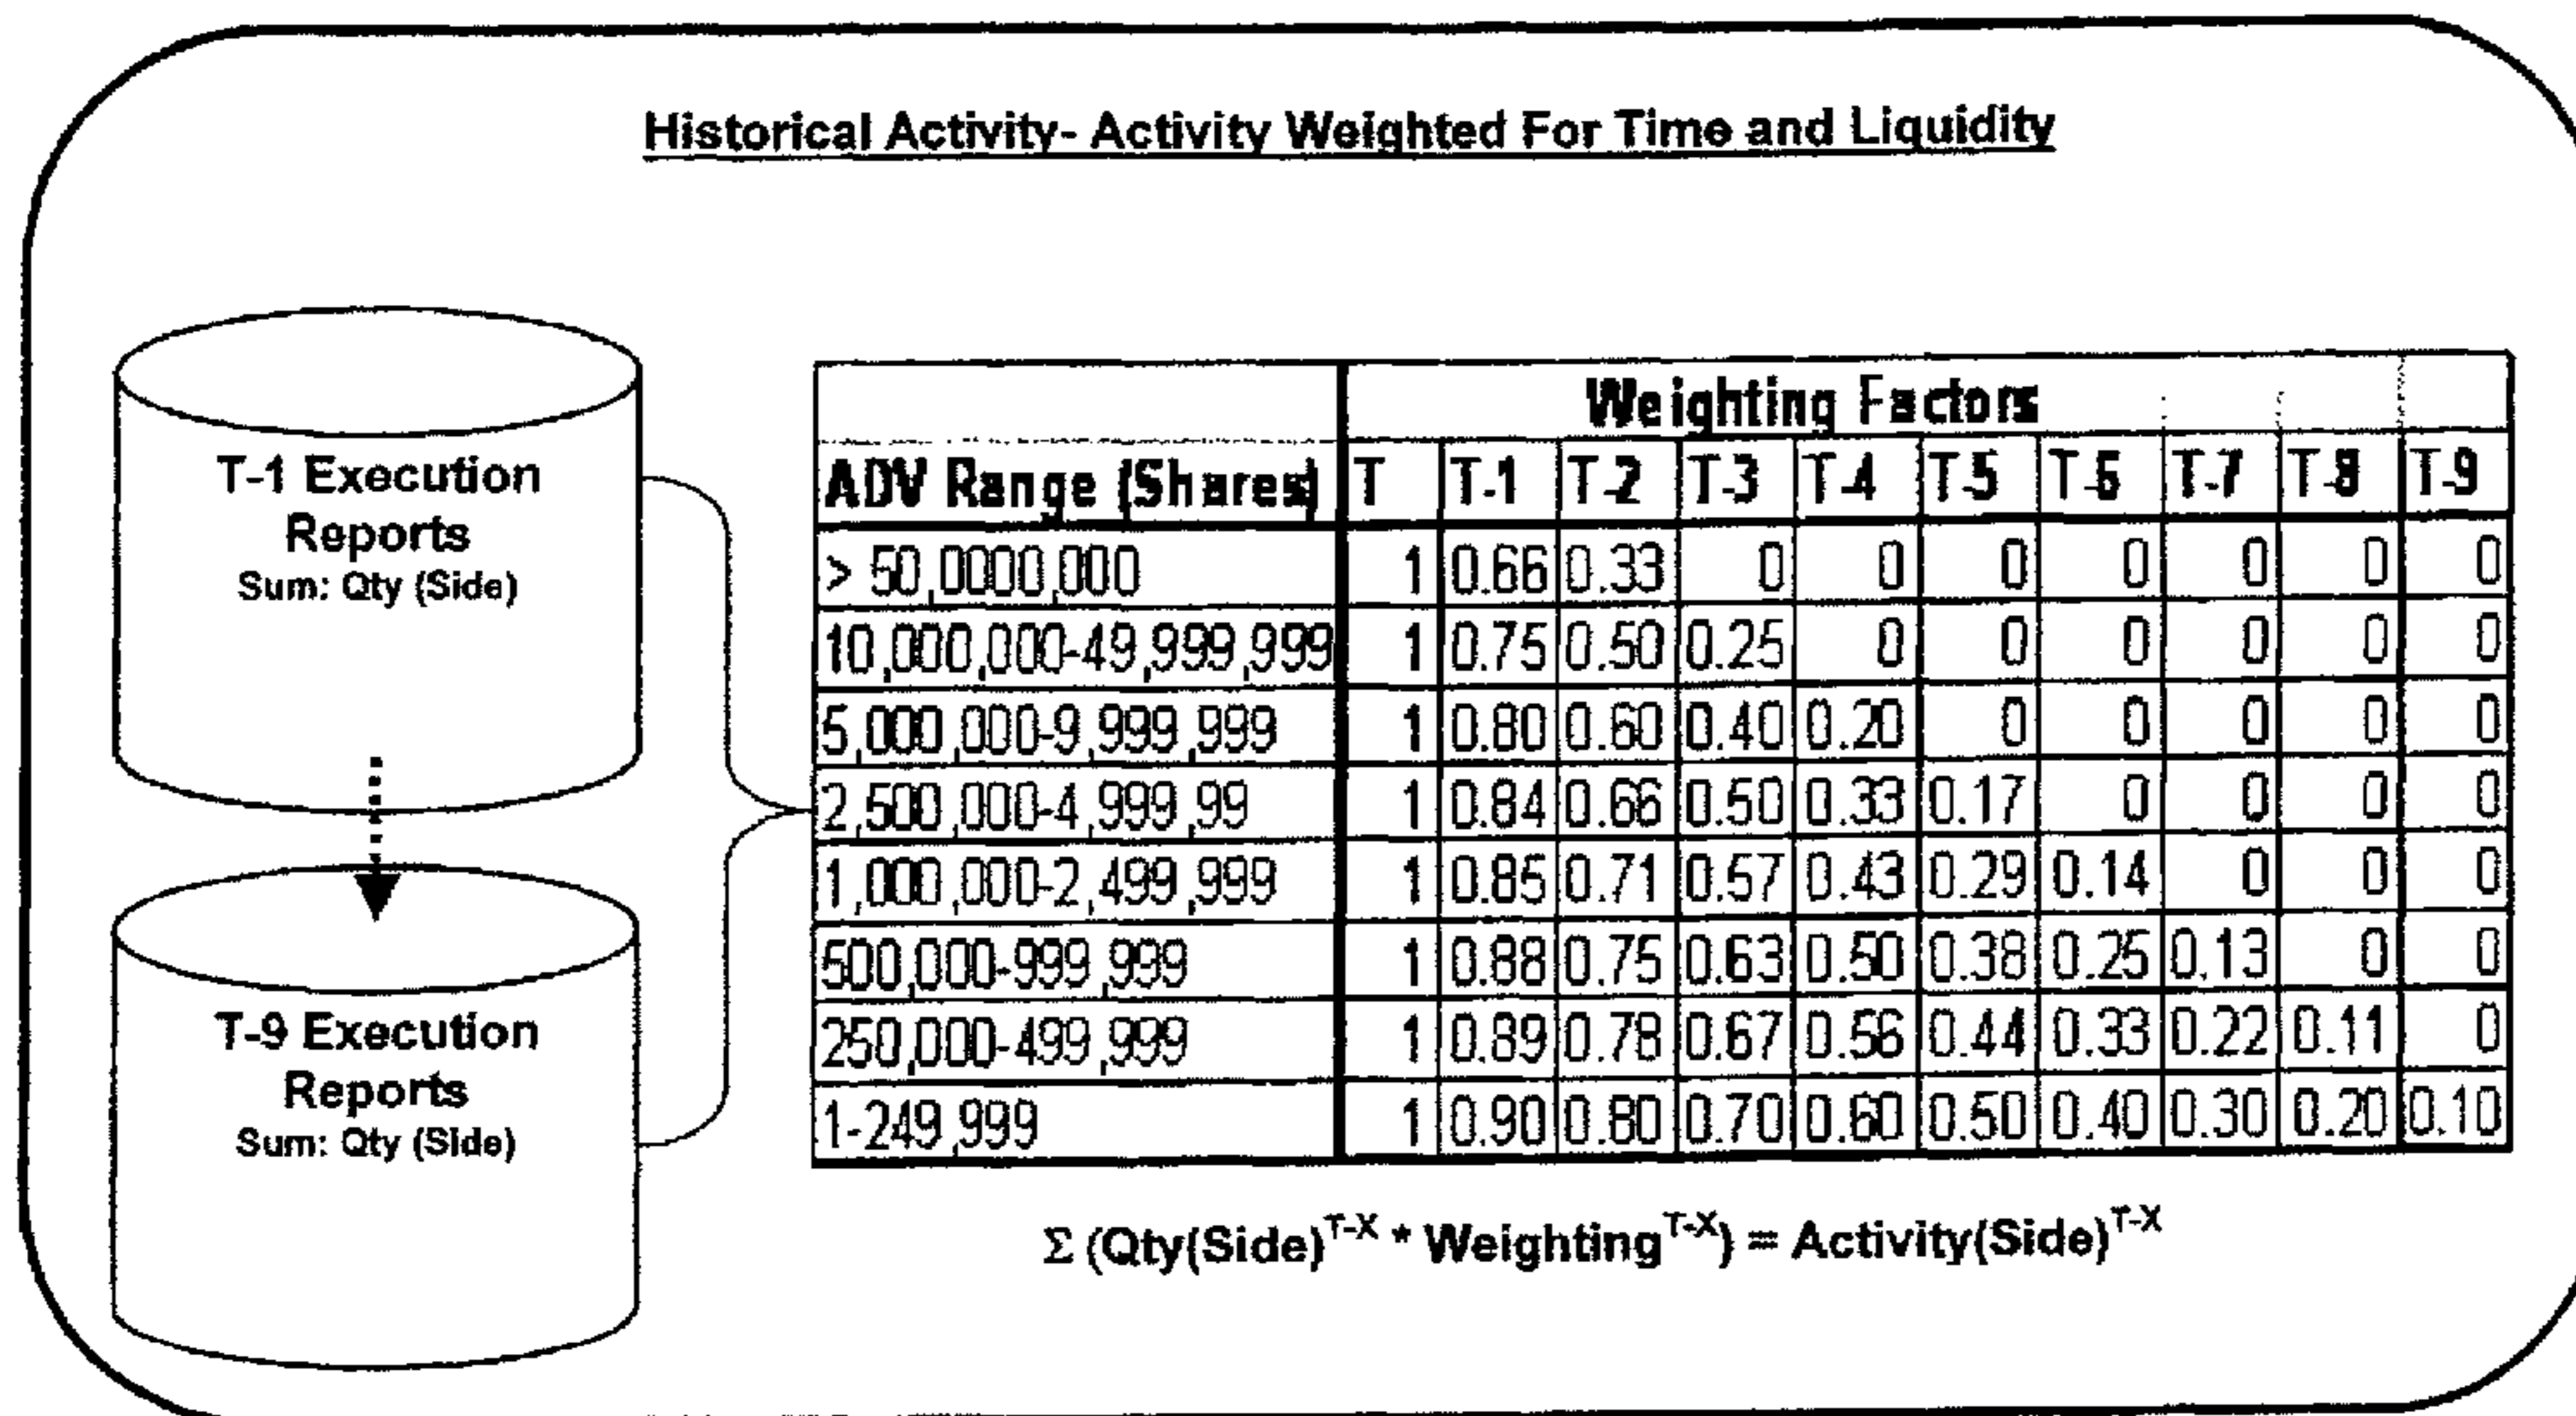 Historical Activity- Activity Weighted For Time and Liquidity
T-1 Execution
Reports
Sum: Qty (Side)
T-9 Execution
Reports
Sum: Qty (Side)
Weighting Factors
ADV Range (Shares) T T-1 T-2 T-3 T-4 T-5 T-6 T-7 T-8 T-9
> 50,0000,000 1 0.66 0.33 0 0 0 0 0 0 0
10,000,000-49,999,999 1 0.75 0.50 0.25 0 0 0 0 0 0
5,000,000-9,999,999 1 0.80 0.60 0.40 0.20 0 0 0 0 0
2,500,000-4,999,99 1 0.84 0.66 0.50 0.33 0.17 0 0 0 0
1,000,000-2,499,999 1 0.85 0.71 0.57 0.43 0.29 0.14 0 0 0
500,000-999,999 1 0.88 0.75 0.63 0.50 0.38 0.25 0.13 0 0
250,000-499,999 1 0.89 0.78 0.67 0.56 0.44 0.33 0.22 0.11 0
1-249,999 1 0.90 0.80 0.70 0.60 0.50 0.40 0.30 0.20 0.10
Σ (Qty(Side)^T-X * Weighting^T-X) = Activity(Side)^T-X